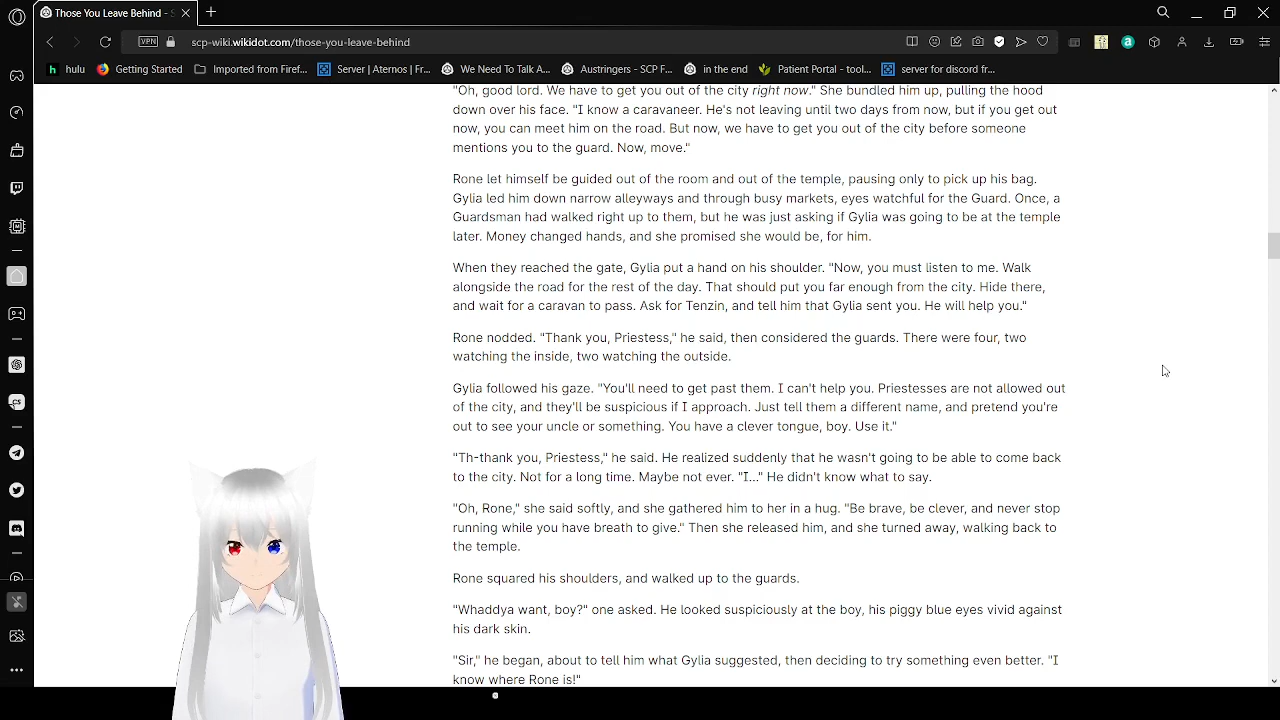 Those You Leave Behind - S
scp-wiki.wikidot.com/those-you-leave-behind
VPN
hulu
Getting Started
Imported from Firef...
Server | Aternos | Fr...
We Need To Talk A...
Austringers - SCP F...
in the end
Patient Portal - tool...
server for discord fr...
"Oh, good lord. We have to get you out of the city right now." She bundled him up, pulling the hood
down over his face. "I know a caravaneer. He's not leaving until two days from now, but if you get out
now, you can meet him on the road. But now, we have to get you out of the city before someone
mentions you to the guard. Now, move."
Rone let himself be guided out of the room and out of the temple, pausing only to pick up his bag.
Gylia led him down narrow alleyways and through busy markets, eyes watchful for the Guard. Once, a
Guardsman had walked right up to them, but he was just asking if Gylia was going to be at the temple
later. Money changed hands, and she promised she would be, for him.
When they reached the gate, Gylia put a hand on his shoulder. "Now, you must listen to me. Walk
alongside the road for the rest of the day. That should put you far enough from the city. Hide there,
and wait for a caravan to pass. Ask for Tenzin, and tell him that Gylia sent you. He will help you."
Rone nodded. "Thank you, Priestess," he said, then considered the guards. There were four, two
watching the inside, two watching the outside.
Gylia followed his gaze. "You'll need to get past them. I can't help you. Priestesses are not allowed out
of the city, and they'll be suspicious if I approach. Just tell them a different name, and pretend you're
out to see your uncle or something. You have a clever tongue, boy. Use it."
"Th-thank you, Priestess," he said. He realized suddenly that he wasn't going to be able to come back
to the city. Not for a long time. Maybe not ever. "I..." He didn't know what to say.
"Oh, Rone," she said softly, and she gathered him to her in a hug. "Be brave, be clever, and never stop
running while you have breath to give." Then she released him, and she turned away, walking back to
the temple.
Rone squared his shoulders, and walked up to the guards.
"Whaddya want, boy?" one asked. He looked suspiciously at the boy, his piggy blue eyes vivid against
his dark skin.
"Sir," he began, about to tell him what Gylia suggested, then deciding to try something even better. "I
know where Rone is!"